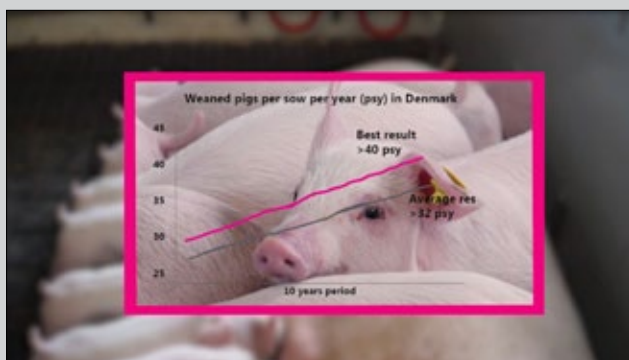 Weaned pigs per sow per year (psy) in Denmark
45
Best result
>40 psy
40
35
Average res
>32 psy
30
25
10 years period